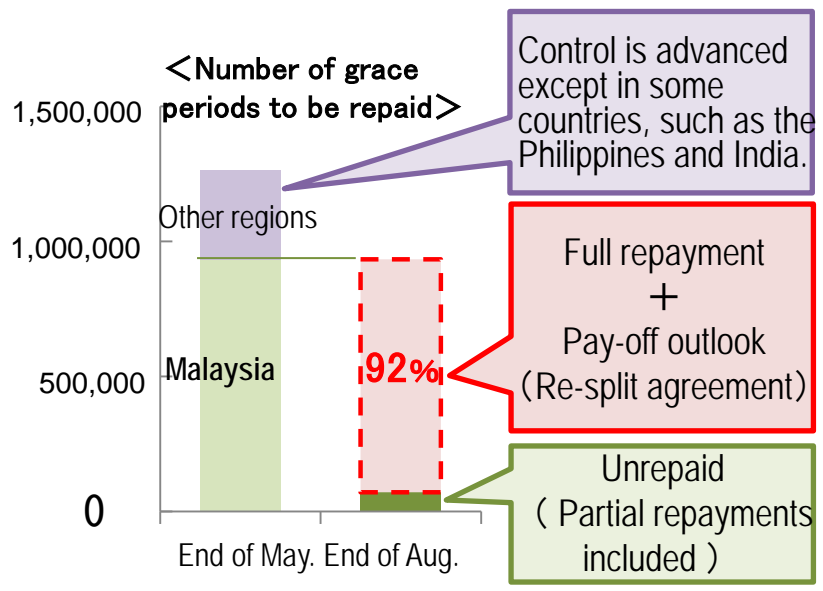 ＜Number of grace
periods to be repaid＞
1,500,000
1,000,000
500,000
0
Other regions
Malaysia
92%
End of May. End of Aug.
Control is advanced
except in some
countries, such as the
Philippines and India.
Full repayment
＋
Pay-off outlook
（Re-split agreement）
Unrepaid
（ Partial repayments
included ）